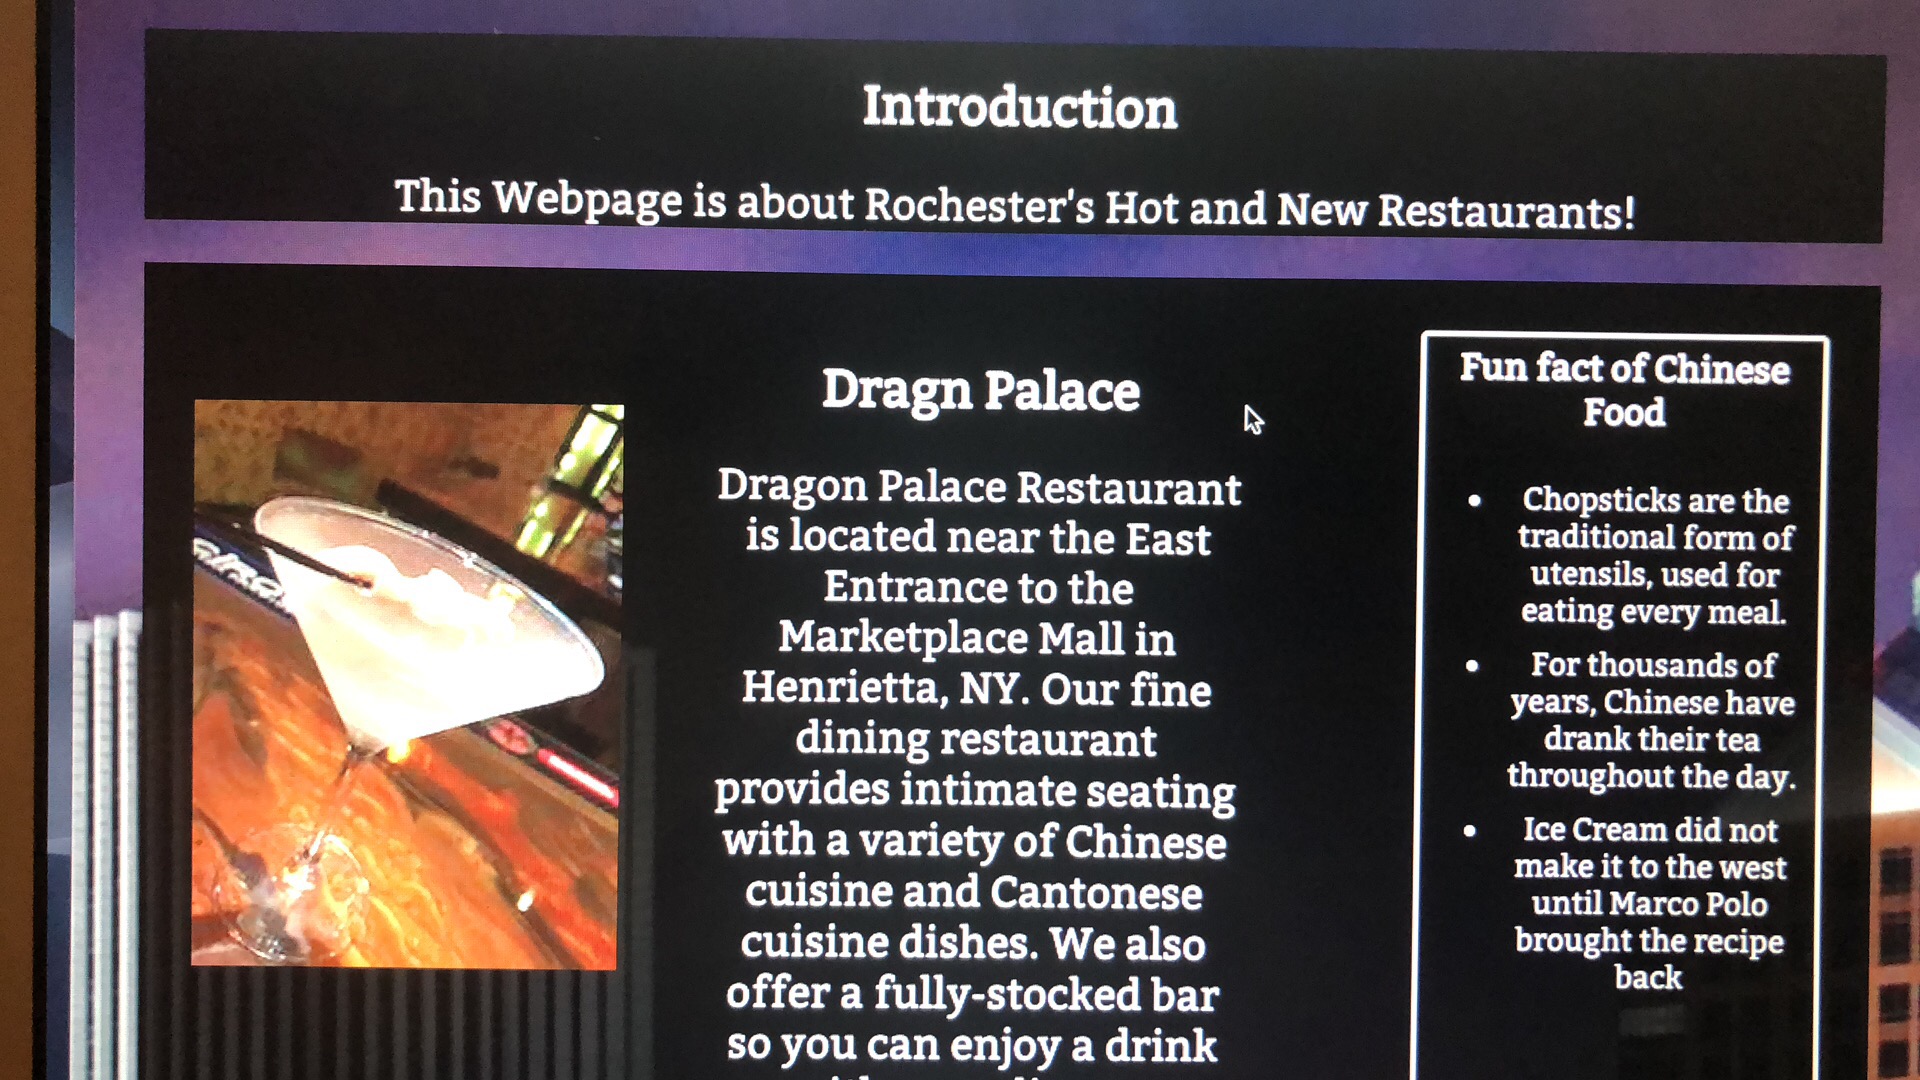 Introduction
This Webpage is about Rochester's Hot and New Restaurants!
Dragn Palace
Dragon Palace Restaurant
is located near the East
Entrance to the
Marketplace Mall in
Henrietta, NY. Our fine
dining restaurant
provides intimate seating
with a variety of Chinese
cuisine and Cantonese
cuisine dishes. We also
offer a fully-stocked bar
so you can enjoy a drink
Fun fact of Chinese
Food
• Chopsticks are the
traditional form of
utensils, used for
eating every meal.
• For thousands of
years, Chinese have
drank their tea
throughout the day.
• Ice Cream did not
make it to the west
until Marco Polo
brought the recipe
back